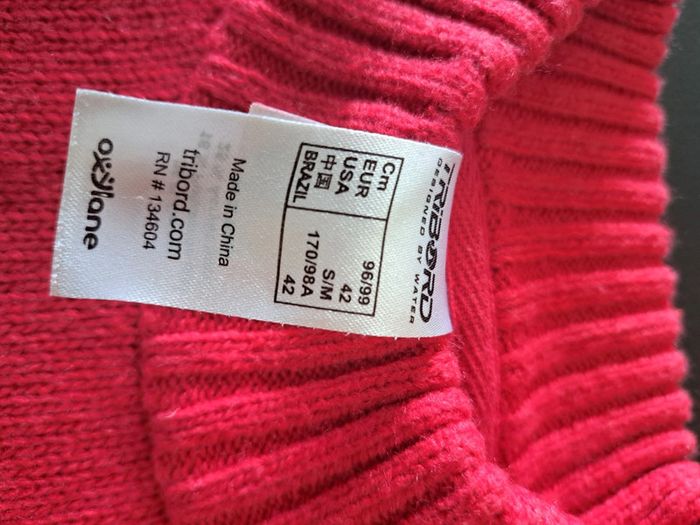 TRIBORD
DESIGNED BY WATER
Cm 96/99
EUR 42
USA S/M
中国 170/98A
BRAZIL 42
Made in China
tribord.com
RN # 134604
oxylane